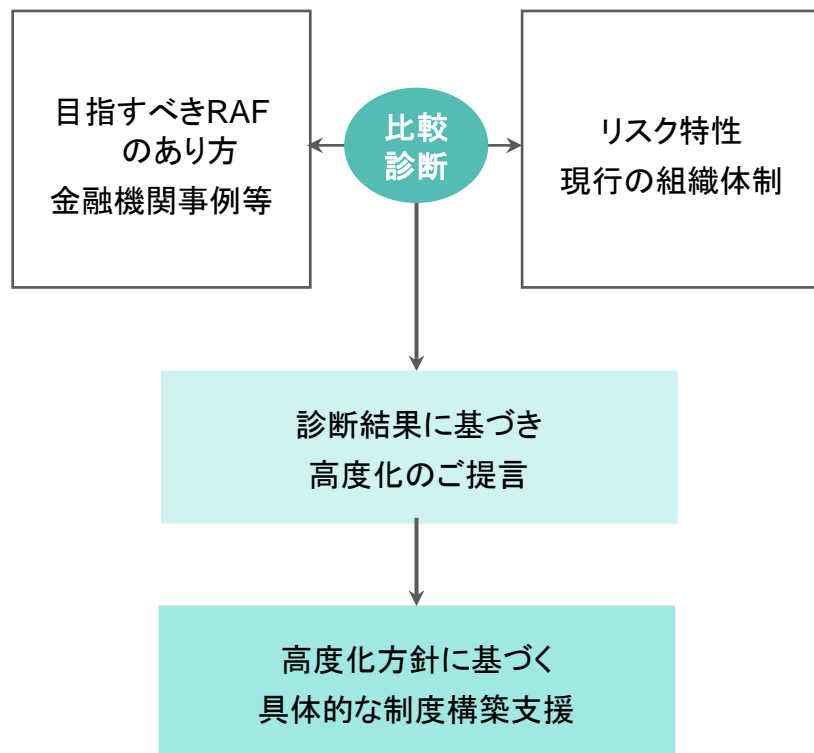 目指すべきRAF
のあり方
金融機関事例等
比較
診断
リスク特性
現行の組織体制
診断結果に基づき
高度化のご提言
高度化方針に基づく
具体的な制度構築支援